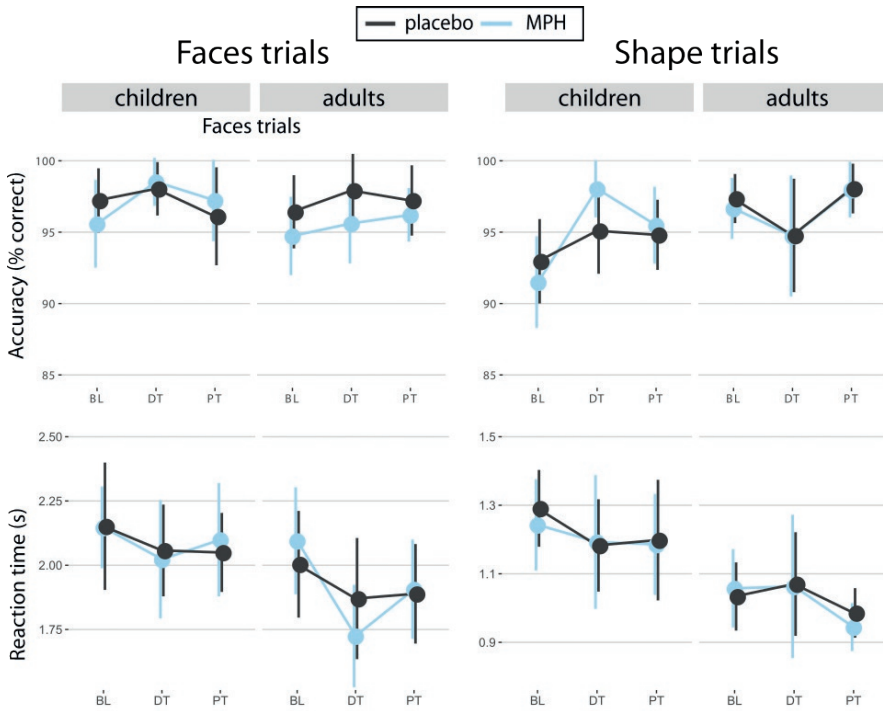 placebo MPH
Faces trials Shape trials
children adults children adults
Faces trials
Accuracy (% correct)
100 100
95 95
90 90
85 85
BL DT PT BL DT PT BL DT PT BL DT PT
Reaction time (s)
2.50 1.5
2.25 1.3
2.00 1.1
1.75 0.9
BL DT PT BL DT PT BL DT PT BL DT PT